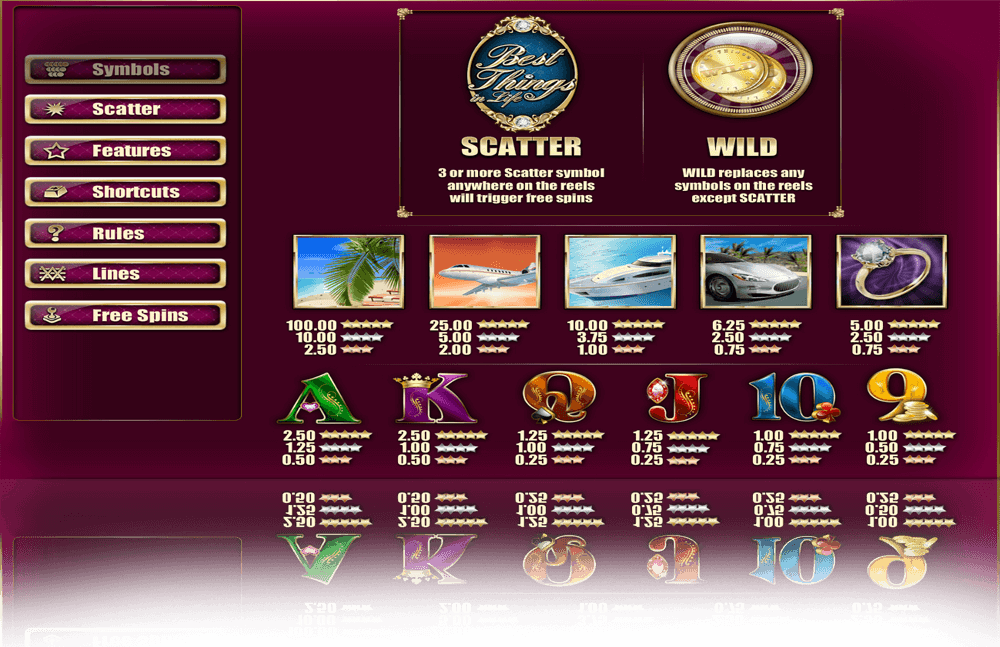 Symbols
Scatter
Features
Shortcuts
Rules
Lines
Free Spins
Best
Things
in Life
SCATTER
3 or more Scatter symbol
anywhere on the reels
will trigger free spins
WILD
WILD
WILD replaces any
symbols on the reels
except SCATTER
100.00 25.00 10.00 6.25 5.00
10.00 5.00 3.75 2.50 2.50
2.50 2.00 1.00 0.75 0.75
A K Q J 10 9
2.50 2.50 1.25 1.25 1.00 1.00
1.25 1.00 1.00 0.75 0.75 0.50
0.50 0.50 0.25 0.25 0.25 0.25